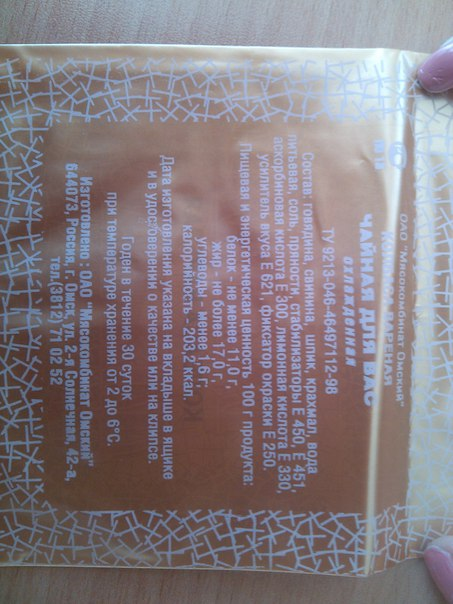 ОАО "Мясокомбинат Омский"
КОЛБАСА ВАРЕНАЯ
ЧАЙНАЯ ДЛЯ ВАС
охлажденная
ТУ 9213-046-45497112-98
Состав: говядина, свинина, шпик, крахмал, вода
питьевая, соль, пряности, стабилизаторы Е 450, Е 451,
аскорбиновая кислота Е 300, лимонная кислота Е 330,
усилитель вкуса Е 621, фиксатор окраски Е 250.
Пищевая и энергетическая ценность 100 г продукта:
белок - не менее 11,0 г,
жир - не более 17,0 г,
углеводы - менее 1,6 г,
калорийность - 203,2 ккал.
Дата изготовления указана на вкладыше в ящике
и в удостоверении о качестве или на клипсе.
Годен в течение 30 суток
при температуре хранения от 2 до 6°С.
Изготовлено: ОАО "Мясокомбинат Омский"
644073, Россия, г. Омск, ул. 2-я Солнечная, 42-а,
тел.(3812) 71 02 52